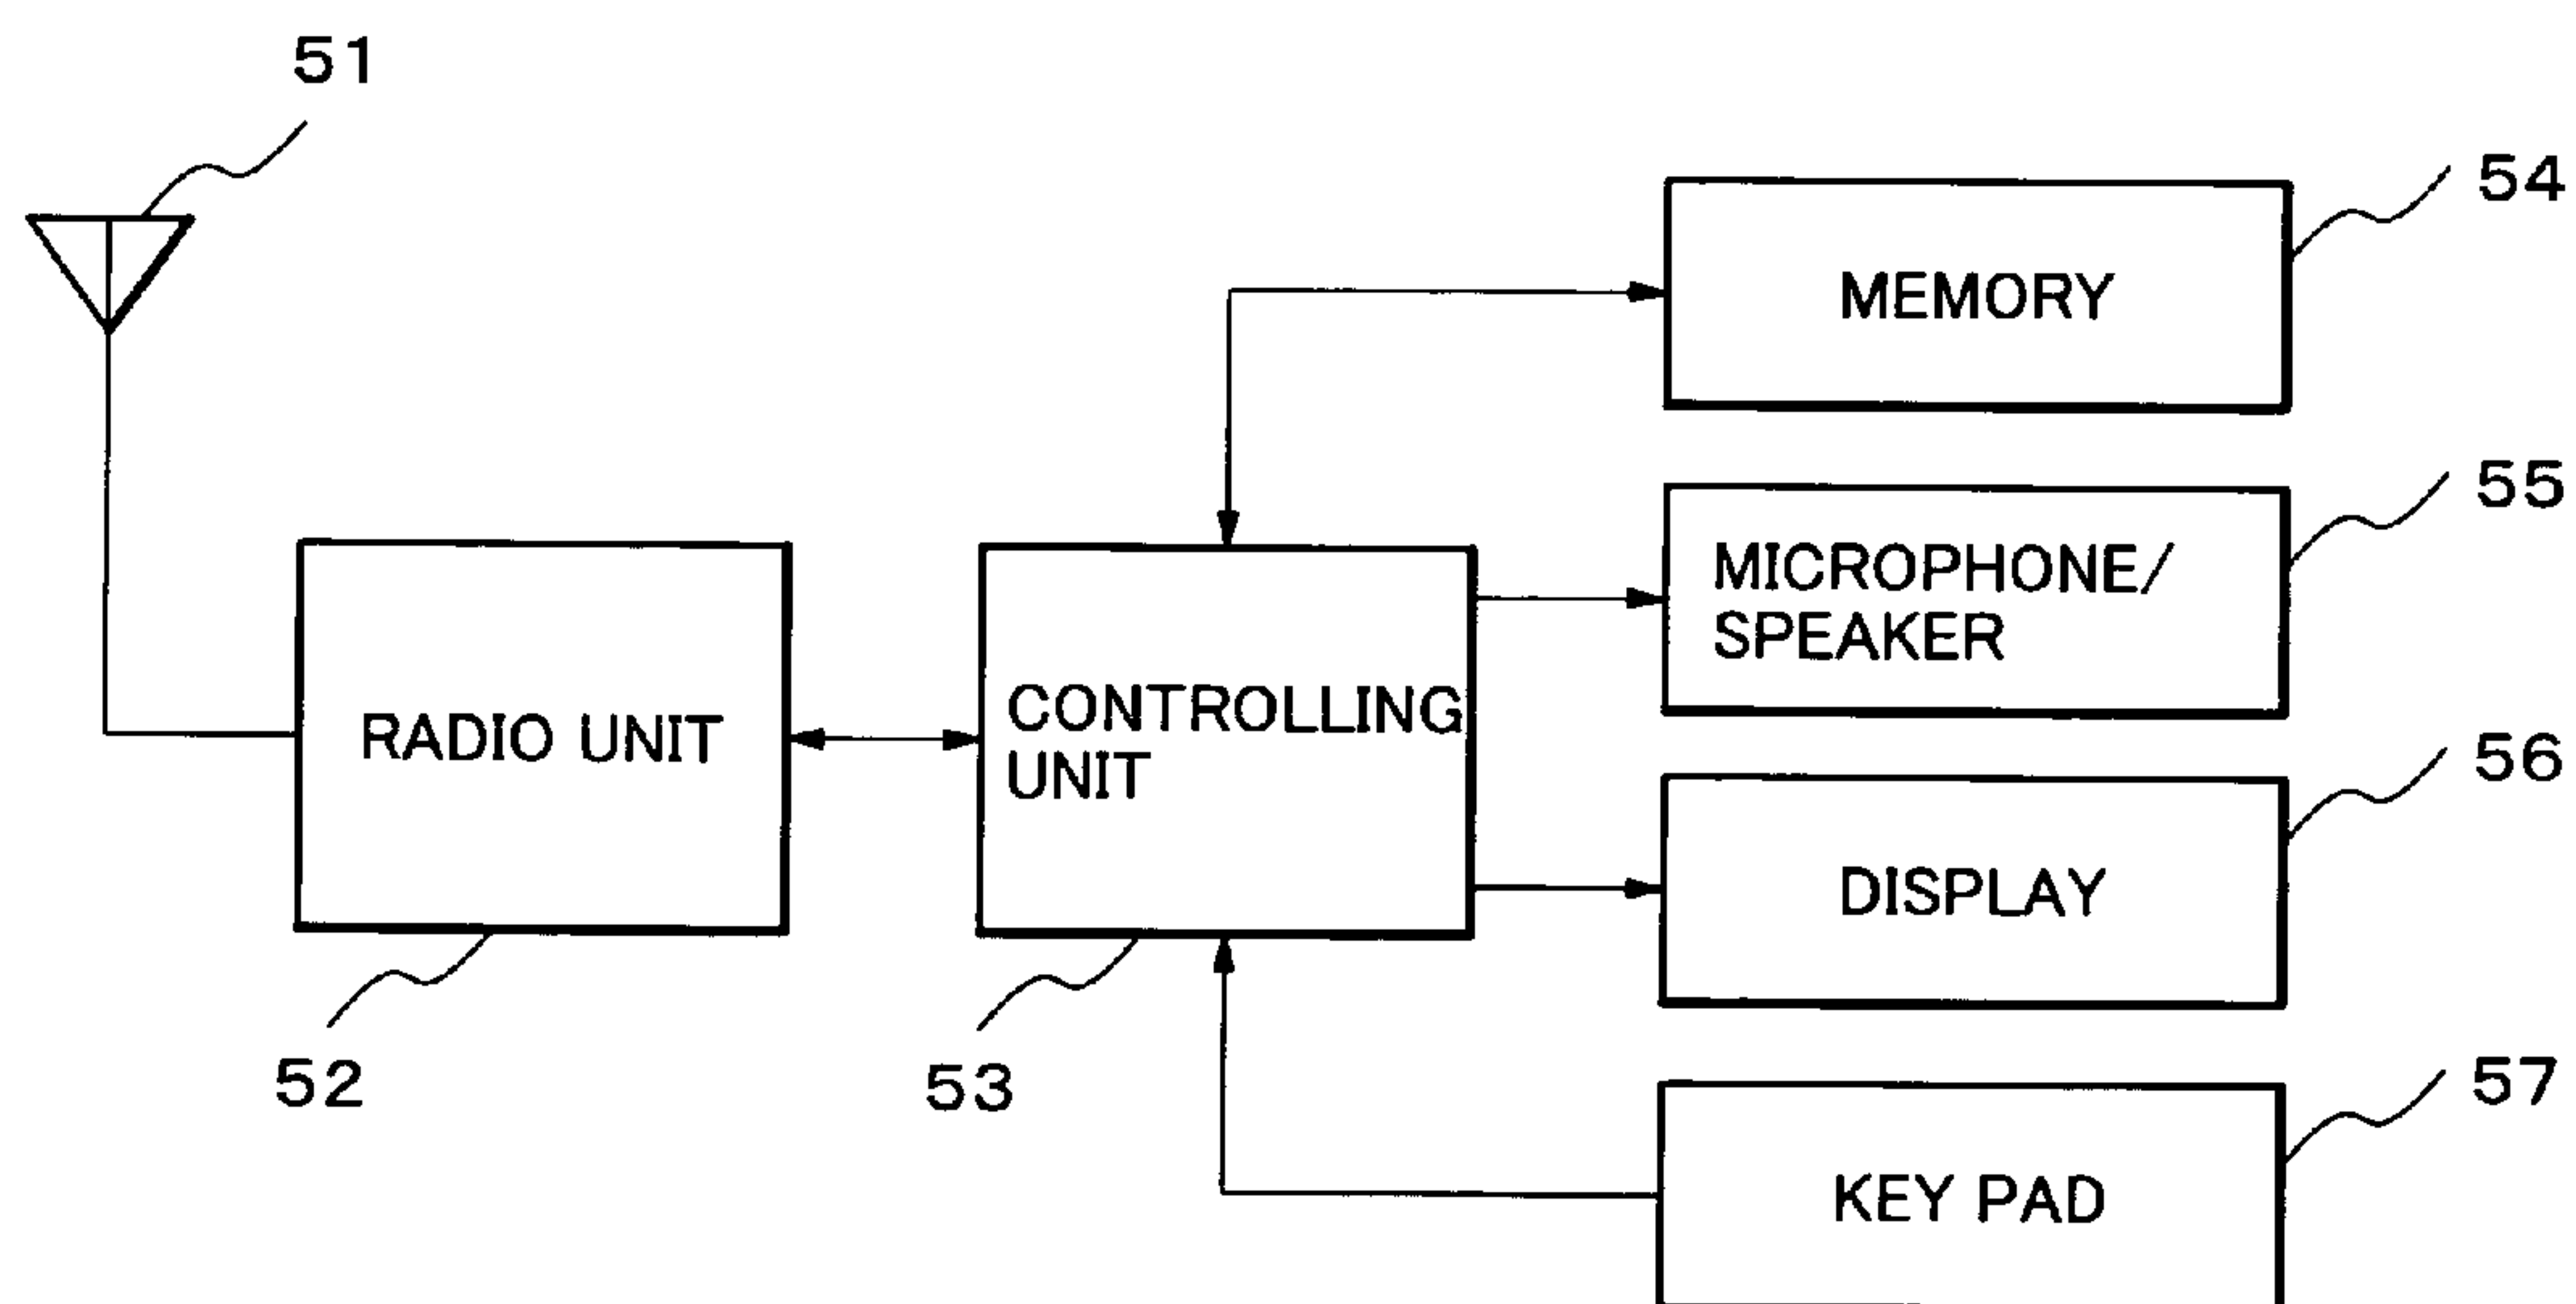 51
54
MEMORY
55
MICROPHONE/
SPEAKER
RADIO UNIT
CONTROLLING
UNIT
56
DISPLAY
52
53
57
KEY PAD